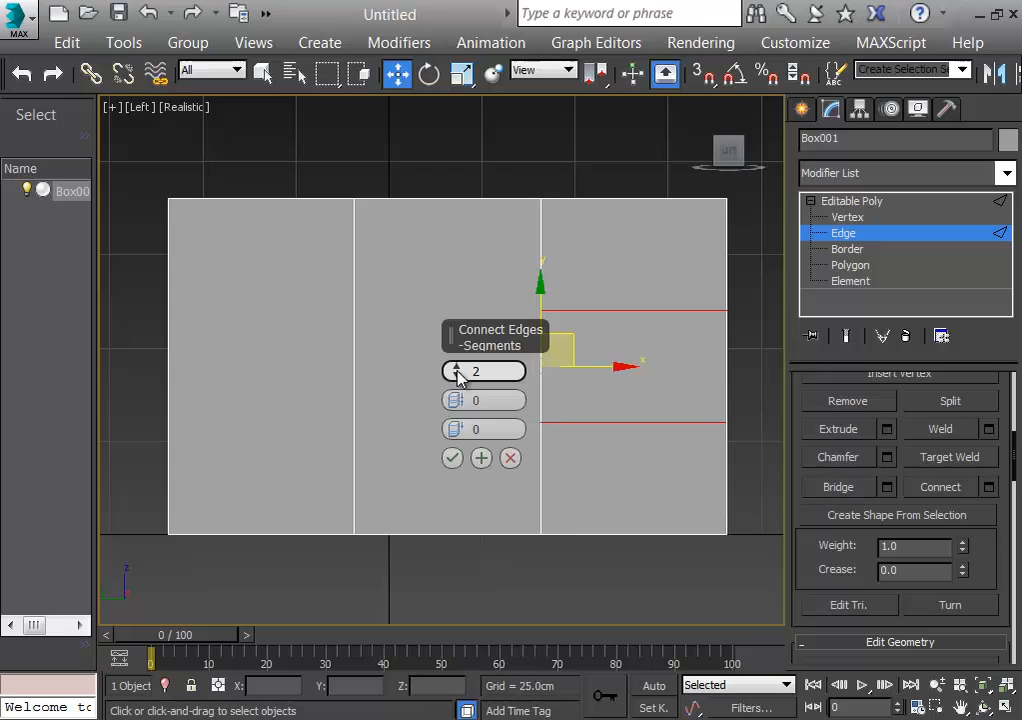 MAX
Untitled
Type a keyword or phrase
Edit Tools Group Views Create Modifiers Animation Graph Editors Rendering Customize MAXScript Help
All
View
3
ABC
Create Selection Se
Select
[+] [Left] [Realistic]
Name
Box00
Box001
Modifier List
Editable Poly
Vertex
Edge
Border
Polygon
Element
Y
x
Connect Edges
-Segments
2
0
0
Insert Vertex
Remove Split
Extrude Weld
Chamfer Target Weld
Bridge Connect
Create Shape From Selection
Weight: 1.0
Crease: 0.0
Edit Tri. Turn
- Edit Geometry
z
< 0 / 100 >
0 10 20 30 40 50 60 70 80 90 100
1 Object X: Y: Z: Grid = 25.0cm Auto Selected
Welcome to Click or click-and-drag to select objects Add Time Tag Set K. Filters... 0